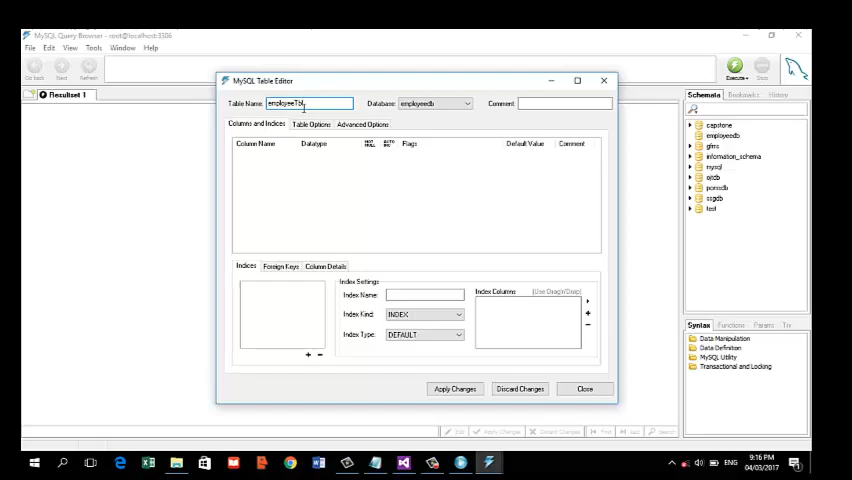 MySQL Query Browser - root@localhost:3306
File Edit View Tools Window Help
Go back Next Refresh
Execute Stop
Resultset 1
MySQL Table Editor
Table Name: employeeTbl
Database: employeedb
Comment:
Columns and Indices Table Options Advanced Options
Column Name Datatype NOT NULL AUTO INC Flags Default Value Comment
Indices Foreign Keys Column Details
Index Settings
Index Name:
Index Kind: INDEX
Index Type: DEFAULT
Index Columns (Use Drag'n'Drop)
Apply Changes Discard Changes Close
Schemata Bookmarks History
capstone
employeedb
gfms
information_schema
mysql
ojtdb
test
Syntax Functions Params Trx
Data Manipulation
Data Definition
MySQL Utility
Transactional and Locking
Edit Apply Changes Discard Changes First Last Search
ENG
9:16 PM
04/03/2017